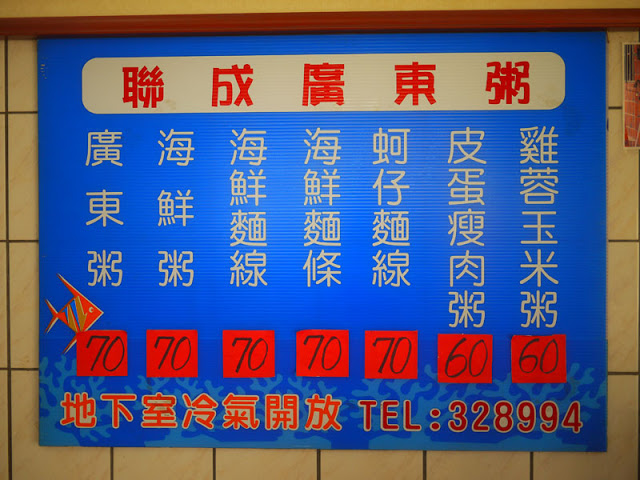 聯成廣東粥
廣東粥
海鮮粥
海鮮麵線
海鮮麵條
蚵仔麵線
皮蛋瘦肉粥
雞蓉玉米粥
70 70 70 70 70 60 60
地下室冷氣開放 TEL:328994